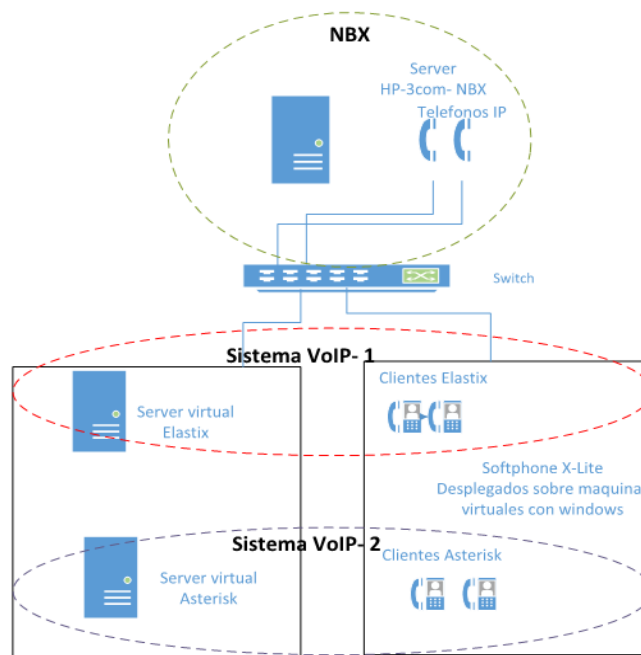 NBX
Server
HP-3com- NBX
Telefonos IP
Switch
Sistema VoIP- 1
Server virtual
Elastix
Clientes Elastix
Softphone X-Lite
Desplegados sobre maquina
virtuales con windows
Sistema VoIP- 2
Server virtual
Asterisk
Clientes Asterisk